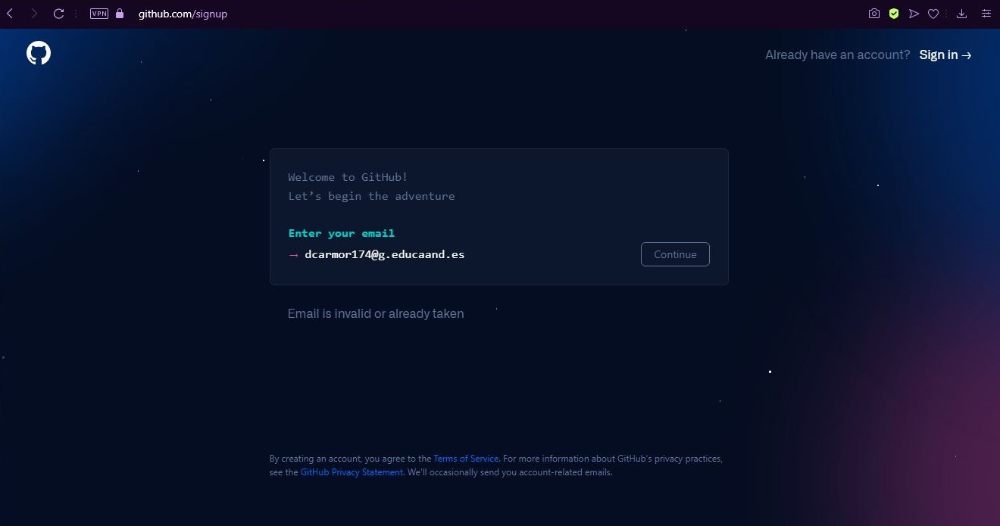 VPN github.com/signup
Already have an account? Sign in →
Welcome to GitHub!
Let’s begin the adventure
Enter your email
→ dcarmor174@g.educaand.es
Continue
Email is invalid or already taken
By creating an account, you agree to the Terms of Service. For more information about GitHub’s privacy practices,
see the GitHub Privacy Statement. We’ll occasionally send you account-related emails.